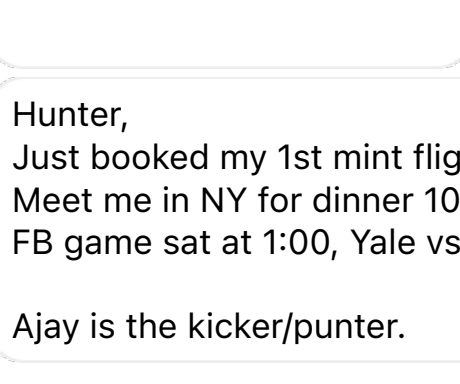 Hunter,
Just booked my 1st mint
Meet me in NY for dinner 10
FB game sat at 1:00, Yale vs
Ajay is the kicker/punter.